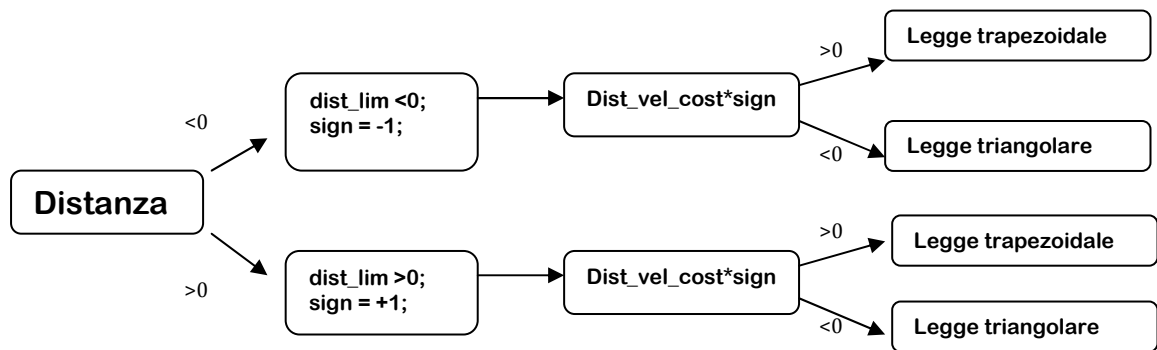 Distanza
<0
dist_lim <0;
sign = -1;
Dist_vel_cost*sign
>0
Legge trapezoidale
<0
Legge triangolare
>0
dist_lim >0;
sign = +1;
Dist_vel_cost*sign
>0
Legge trapezoidale
<0
Legge triangolare